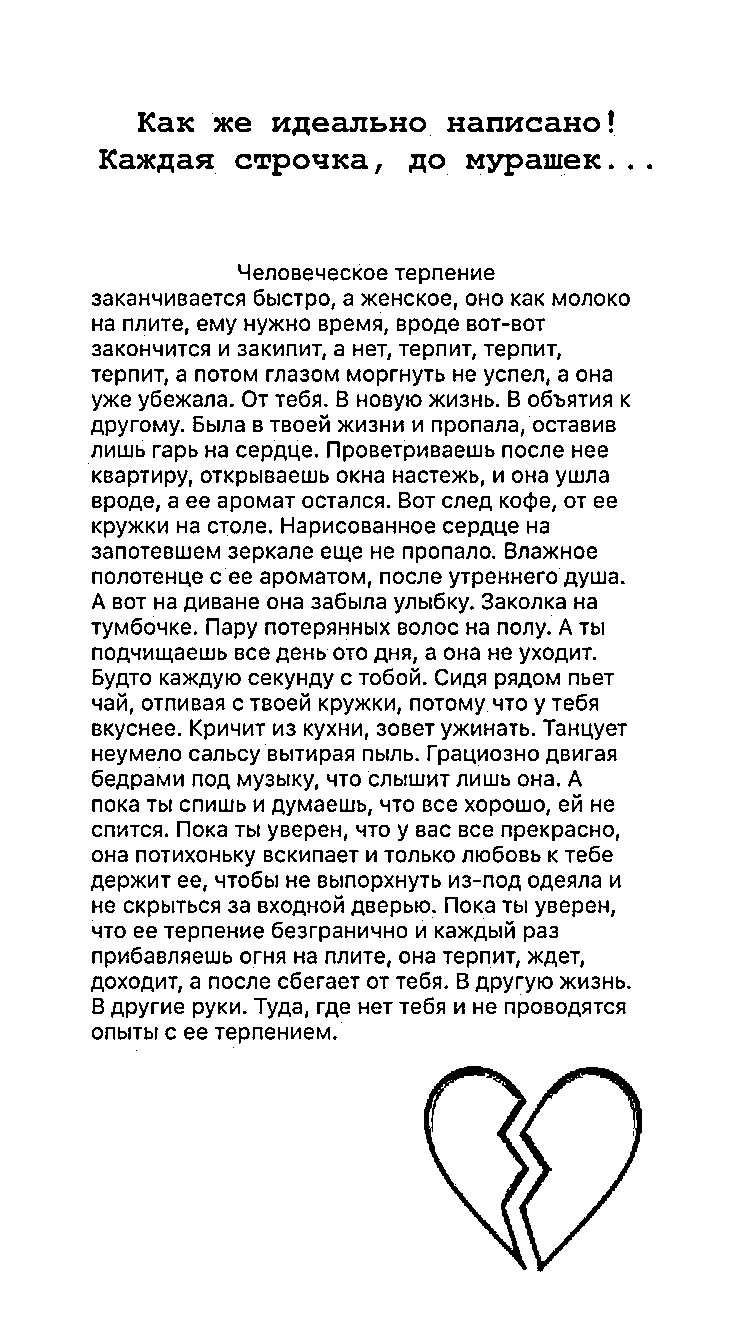 Как же идеально написано!
Каждая строчка, до мурашек...
Человеческое терпение
заканчивается быстро, а женское, оно как молоко
на плите, ему нужно время, вроде вот-вот
закончится и закипит, а нет, терпит, терпит,
терпит, а потом глазом моргнуть не успел, а она
уже убежала. От тебя. В новую жизнь. В объятия к
другому. Была в твоей жизни и пропала, оставив
лишь гарь на сердце. Проветриваешь после нее
квартиру, открываешь окна настежь, и она ушла
вроде, а ее аромат остался. Вот след кофе, от ее
кружки на столе. Нарисованное сердце на
запотевшем зеркале еще не пропало. Влажное
полотенце с ее ароматом, после утреннего душа.
А вот на диване она забыла улыбку. Заколка на
тумбочке. Пару потерянных волос на полу. А ты
подчищаешь все день ото дня, а она не уходит.
Будто каждую секунду с тобой. Сидя рядом пьет
чай, отпивая с твоей кружки, потому что у тебя
вкуснее. Кричит из кухни, зовет ужинать. Танцует
неумело сальсу вытирая пыль. Грациозно двигая
бедрами под музыку, что слышит лишь она. А
пока ты спишь и думаешь, что все хорошо, ей не
спится. Пока ты уверен, что у вас все прекрасно,
она потихоньку вскипает и только любовь к тебе
держит ее, чтобы не выпорхнуть из-под одеяла и
не скрыться за входной дверью. Пока ты уверен,
что ее терпение безгранично и каждый раз
прибавляешь огня на плите, она терпит, ждет,
доходит, а после сбегает от тебя. В другую жизнь.
В другие руки. Туда, где нет тебя и не проводятся
опыты с ее терпением.